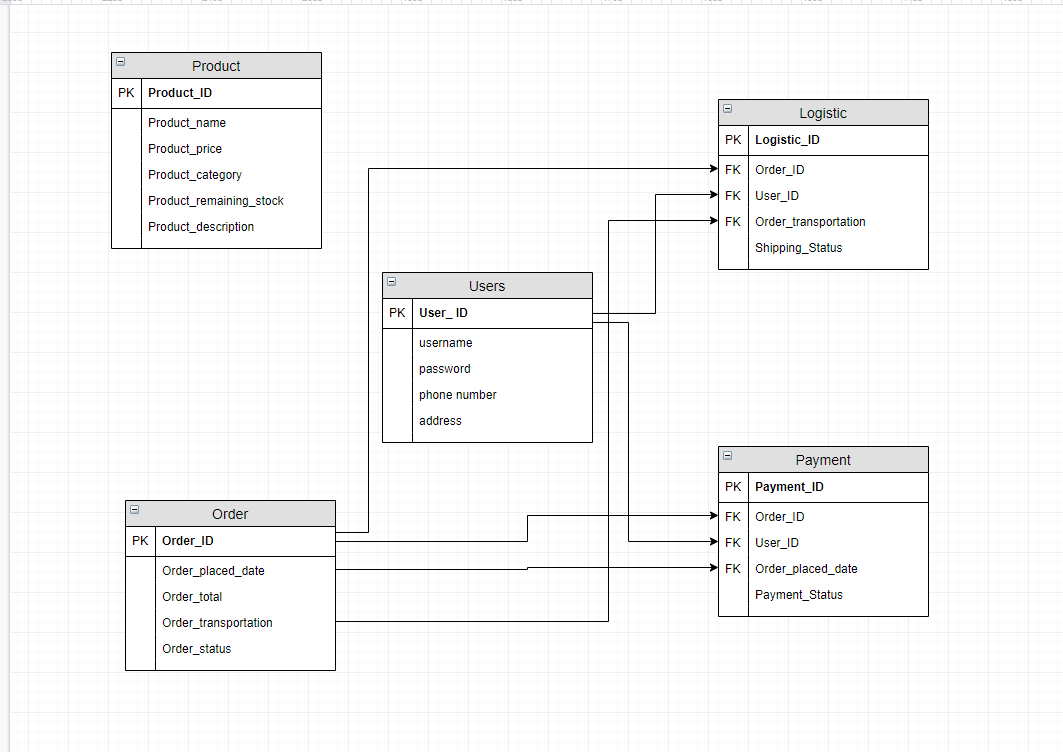 Product
PK Product_ID
Product_name
Product_price
Product_category
Product_remaining_stock
Product_description
Logistic
PK Logistic_ID
FK Order_ID
FK User_ID
FK Order_transportation
Shipping_Status
Users
PK User_ ID
username
password
phone number
address
Order
PK Order_ID
Order_placed_date
Order_total
Order_transportation
Order_status
Payment
PK Payment_ID
FK Order_ID
FK User_ID
FK Order_placed_date
Payment_Status